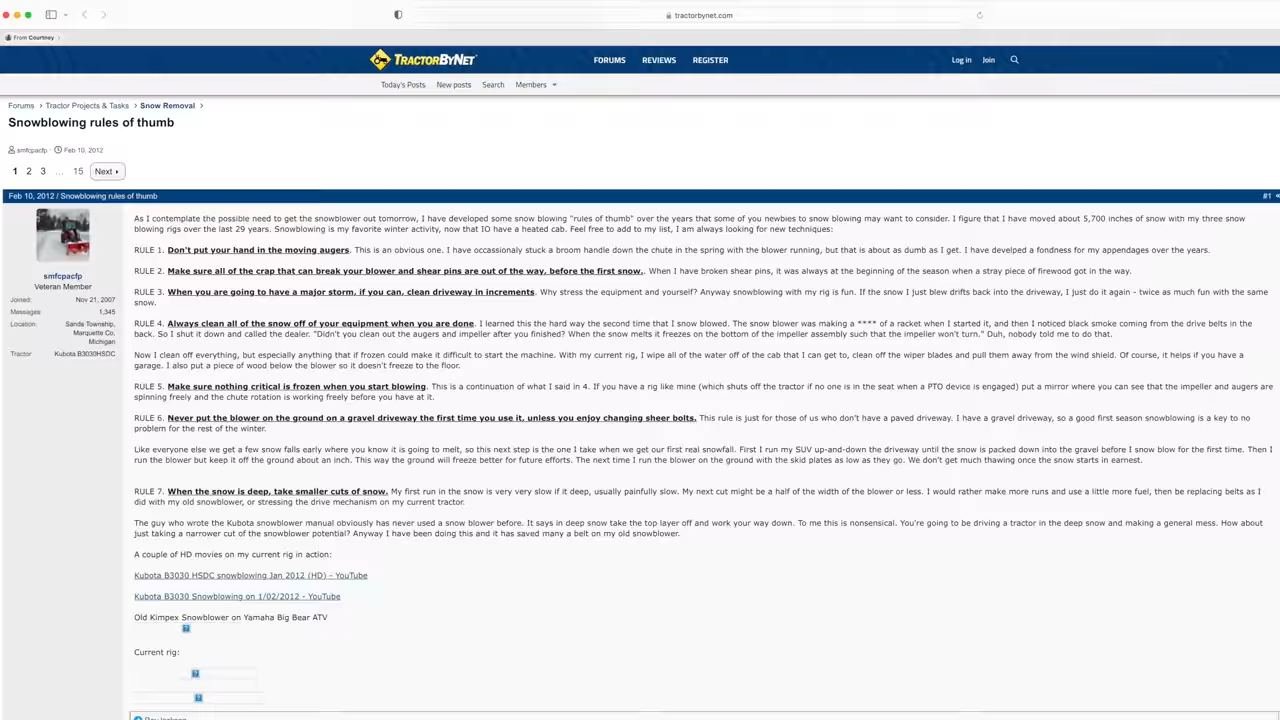 tractorbynet.com
From Courtney
TRACTORBYNET
FORUMS REVIEWS REGISTER
Log in Join
Today's Posts New posts Search Members
Forums Tractor Projects & Tasks Snow Removal
Snowblowing rules of thumb
smfcpacfp Feb 10, 2012
1 2 3 ... 15 Next
Feb 10, 2012 / Snowblowing rules of thumb #1
smfcpacfp
Veteran Member
Joined: Nov 21, 2007
Messages: 1,345
Location: Sands Township,
Marquette Co,
Michigan
Tractor Kubota B3030HSDC
As I contemplate the possible need to get the snowblower out tomorrow, I have developed some snow blowing "rules of thumb" over the years that some of you newbies to snow blowing may want to consider. I figure that I have moved about 5,700 inches of snow with my three snow
blowing rigs over the last 29 years. Snowblowing is my favorite winter activity, now that IO have a heated cab. Feel free to add to my list, I am always looking for new techniques:
RULE 1. Don't put your hand in the moving augers. This is an obvious one. I have occassionaly stuck a broom handle down the chute in the spring with the blower running, but that is about as dumb as I get. I have develped a fondness for my appendages over the years.
RULE 2. Make sure all of the crap that can break your blower and shear pins are out of the way, before the first snow.. When I have broken shear pins, it was always at the beginning of the season when a stray piece of firewood got in the way.
RULE 3. When you are going to have a major storm, if you can, clean driveway in increments. Why stress the equipment and yourself? Anyway snowblowing with my rig is fun. If the snow I just blew drifts back into the driveway, I just do it again - twice as much fun with the same
snow.
RULE 4. Always clean all of the snow off of your equipment when you are done. I learned this the hard way the second time that I snow blowed. The snow blower was making a **** of a racket when I started it, and then I noticed black smoke coming from the drive belts in the
back. So I shut it down and called the dealer. "Didn't you clean out the augers and impeller after you finished? When the snow melts it freezes on the bottom of the impeller assembly such that the impeller won't turn." Duh, nobody told me to do that.
Now I clean off everything, but especially anything that if frozen could make it difficult to start the machine. With my current rig, I wipe all of the water off of the cab that I can get to, clean off the wiper blades and pull them away from the wind shield. Of course, it helps if you have a
garage. I also put a piece of wood below the blower so it doesn't freeze to the floor.
RULE 5. Make sure nothing critical is frozen when you start blowing. This is a continuation of what I said in 4. If you have a rig like mine (which shuts off the tractor if no one is in the seat when a PTO device is engaged) put a mirror where you can see that the impeller and augers are
spinning freely and the chute rotation is working freely before you have at it.
RULE 6. Never put the blower on the ground on a gravel driveway the first time you use it, unless you enjoy changing sheer bolts. This rule is just for those of us who don't have a paved driveway. I have a gravel driveway, so a good first season snowblowing is a key to no
problem for the rest of the winter.
Like everyone else we get a few snow falls early where you know it is going to melt, so this next step is the one I take when we get our first real snowfall. First I run my SUV up-and-down the driveway until the snow is packed down into the gravel before I snow blow for the first time. Then I
run the blower but keep it off the ground about an inch. This way the ground will freeze better for future efforts. The next time I run the blower on the ground with the skid plates as low as they go. We don't get much thawing once the snow starts in earnest.
RULE 7. When the snow is deep, take smaller cuts of snow. My first run in the snow is very very slow if it deep, usually painfully slow. My next cut might be a half of the width of the blower or less. I would rather make more runs and use a little more fuel, then be replacing belts as I
did with my old snowblower, or stressing the drive mechanism on my current tractor.
The guy who wrote the Kubota snowblower manual obviously has never used a snow blower before. It says in deep snow take the top layer off and work your way down. To me this is nonsensical. You're going to be driving a tractor in the deep snow and making a general mess. How about
just taking a narrower cut of the snowblower potential? Anyway I have been doing this and it has saved many a belt on my old snowblower.
A couple of HD movies on my current rig in action:
Kubota B3030 HSDC snowblowing Jan 2012 (HD) - YouTube
Kubota B3030 Snowblowing on 1/02/2012 - YouTube
Old Kimpex Snowblower on Yamaha Big Bear ATV
Current rig: